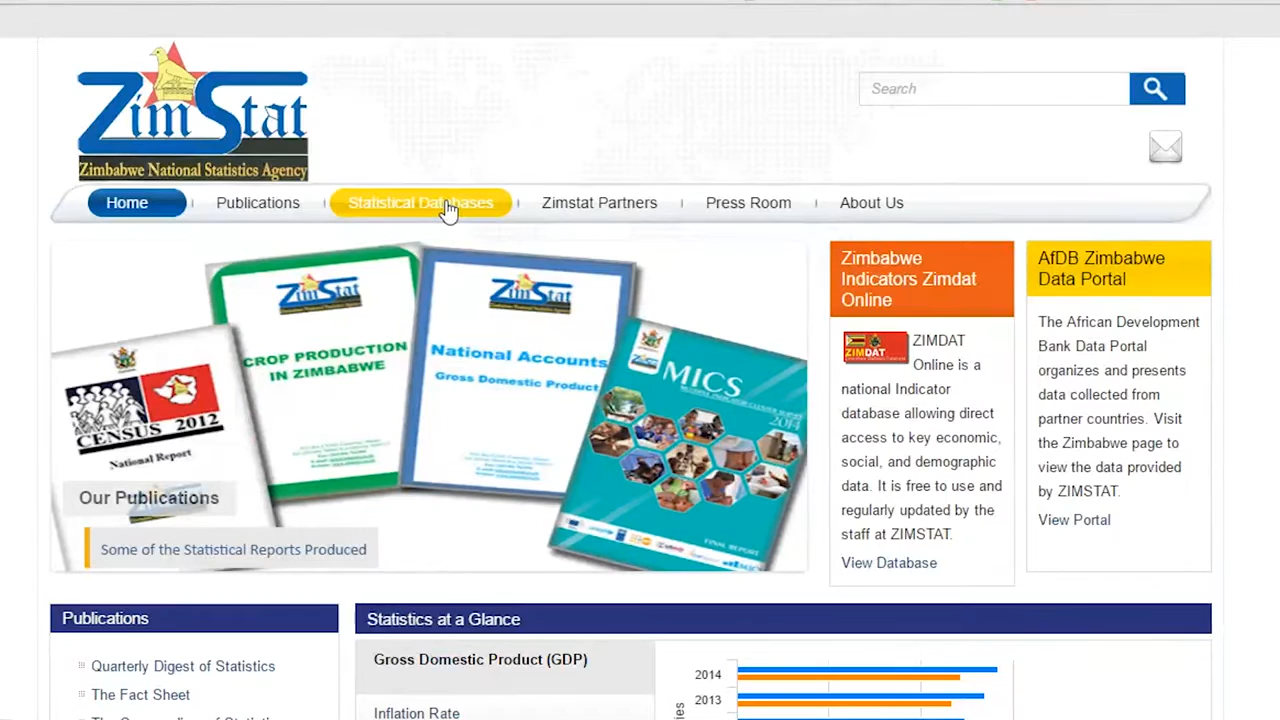 ZimStat
Zimbabwe National Statistics Agency
Search
Home
Publications
Statistical Databases
Zimstat Partners
Press Room
About Us
CENSUS 2012
National Report
ZimStat
CROP PRODUCTION
IN ZIMBABWE
ZimStat
National Accounts
Gross Domestic Product
MICS
2014
FINAL REPORT
Our Publications
Some of the Statistical Reports Produced
Zimbabwe
Indicators Zimdat
Online
ZIMDAT
ZIMDAT
Online is a
national Indicator
database allowing direct
access to key economic,
social, and demographic
data. It is free to use and
regularly updated by the
staff at ZIMSTAT.
View Database
AfDB Zimbabwe
Data Portal
The African Development
Bank Data Portal
organizes and presents
data collected from
partner countries. Visit
the Zimbabwe page to
view the data provided
by ZIMSTAT.
View Portal
Publications
Quarterly Digest of Statistics
The Fact Sheet
Statistics at a Glance
Gross Domestic Product (GDP)
Inflation Rate
2014
2013